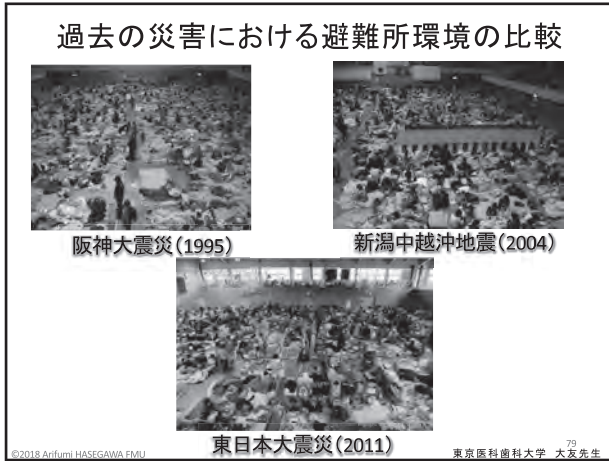 過去の災害における避難所環境の比較
阪神大震災(1995)
新潟中越沖地震(2004)
東日本大震災(2011)
79
©2018 Arifumi HASEGAWA FMU
東京医科歯科大学 大友先生